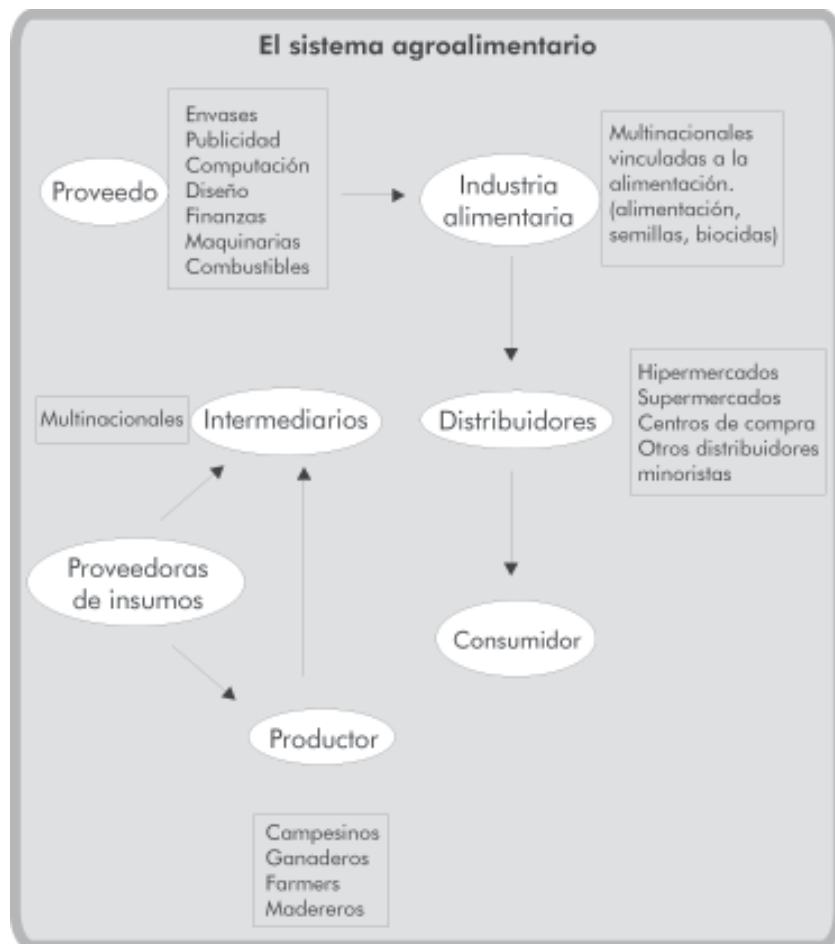 El sistema agroalimentario
Proveedo
Envases
Publicidad
Computación
Diseño
Finanzas
Maquinarias
Combustibles
Industria
alimentaria
Multinacionales
vinculadas a la
alimentación.
(alimentación,
semillas, biocidas)
Multinacionales
Intermediarios
Distribuidores
Hipermercados
Supermercados
Centros de compra
Otros distribuidores
minoristas
Proveedoras
de insumos
Consumidor
Productor
Campesinos
Ganaderos
Farmers
Madereros